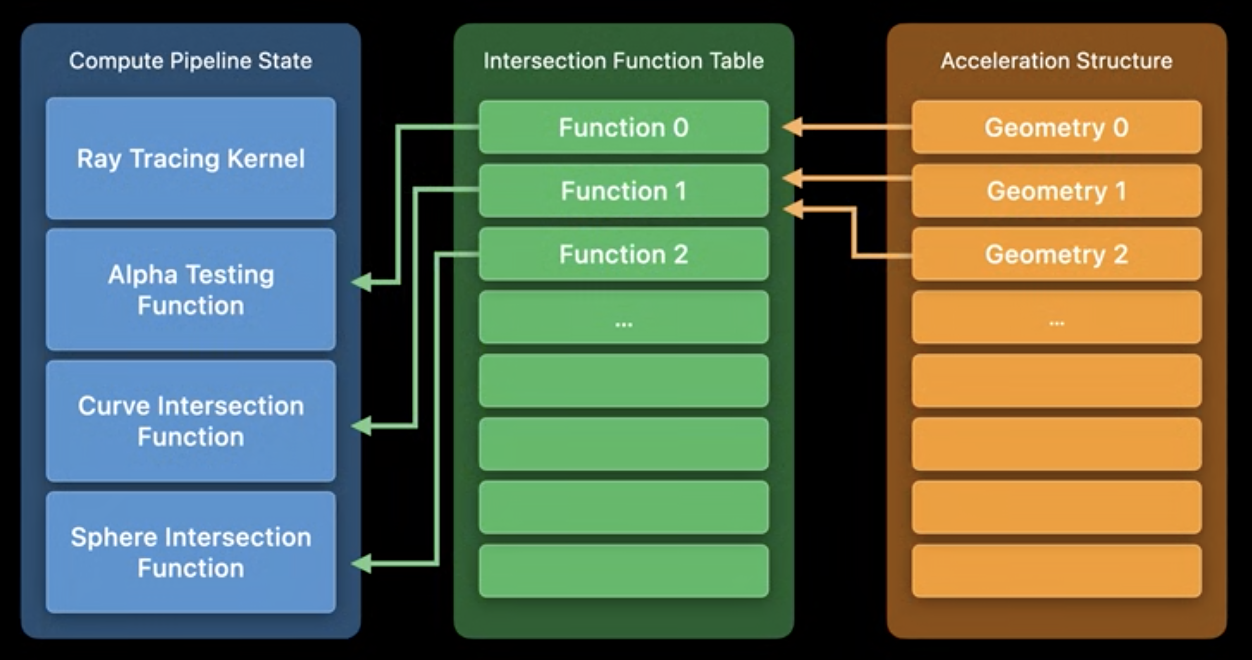 Compute Pipeline State
Ray Tracing Kernel
Alpha Testing
Function
Curve Intersection
Function
Sphere Intersection
Function
Intersection Function Table
Function 0
Function 1
Function 2
...
Acceleration Structure
Geometry 0
Geometry 1
Geometry 2
...